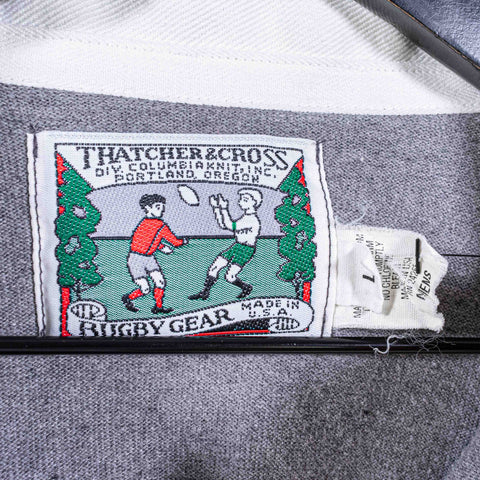 THATCHER&CROSS
DIV. COLUMBIAKNIT, INC.
PORTLAND, OREGON
RUGBY GEAR
MADE IN
U.S.A.
L
MENS